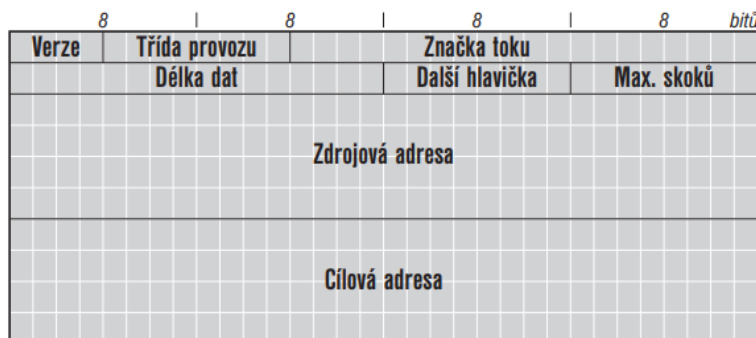 8 8 8 8 bitů
Verze Třída provozu Značka toku
Délka dat Další hlavička Max. skoků
Zdrojová adresa
Cílová adresa